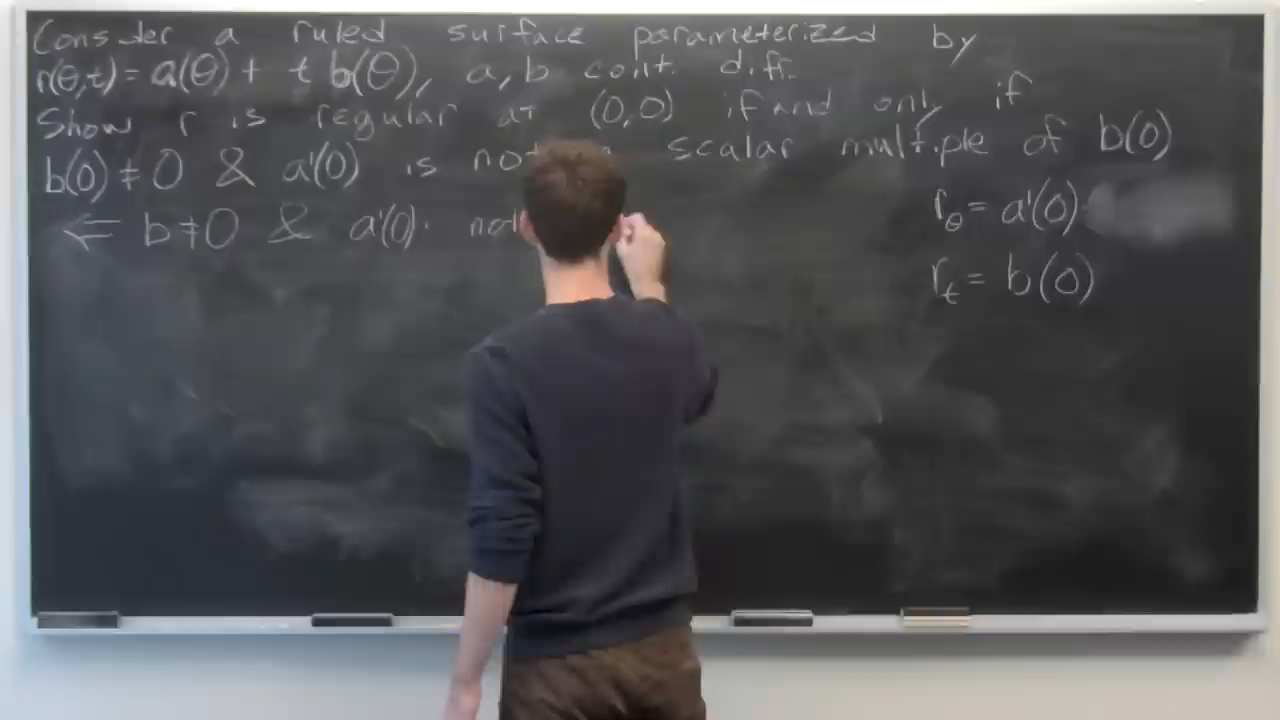 Consider a ruled surface parameterized by
r(θ,t) = a(θ) + t b(θ), a, b cont. diff.
Show r is regular at (0,0) if and only if
b(0) ≠ 0 & a'(0) is not scalar multiple of b(0)
⇐ b≠0 & a'(0). not
r_θ = a'(0)
r_t = b(0)